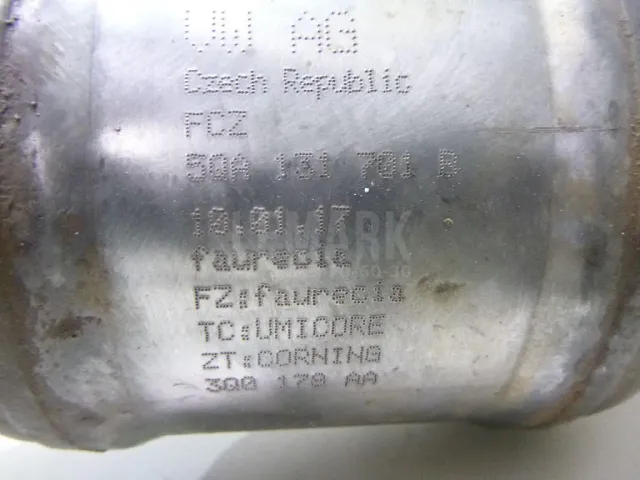 VW AG
Czech Republic
FCZ
5QA 131 701 B
10.01.17
faurecia
FZ:faurecia
TC:UMICORE
ZT:CORNING
3Q0 178 AA